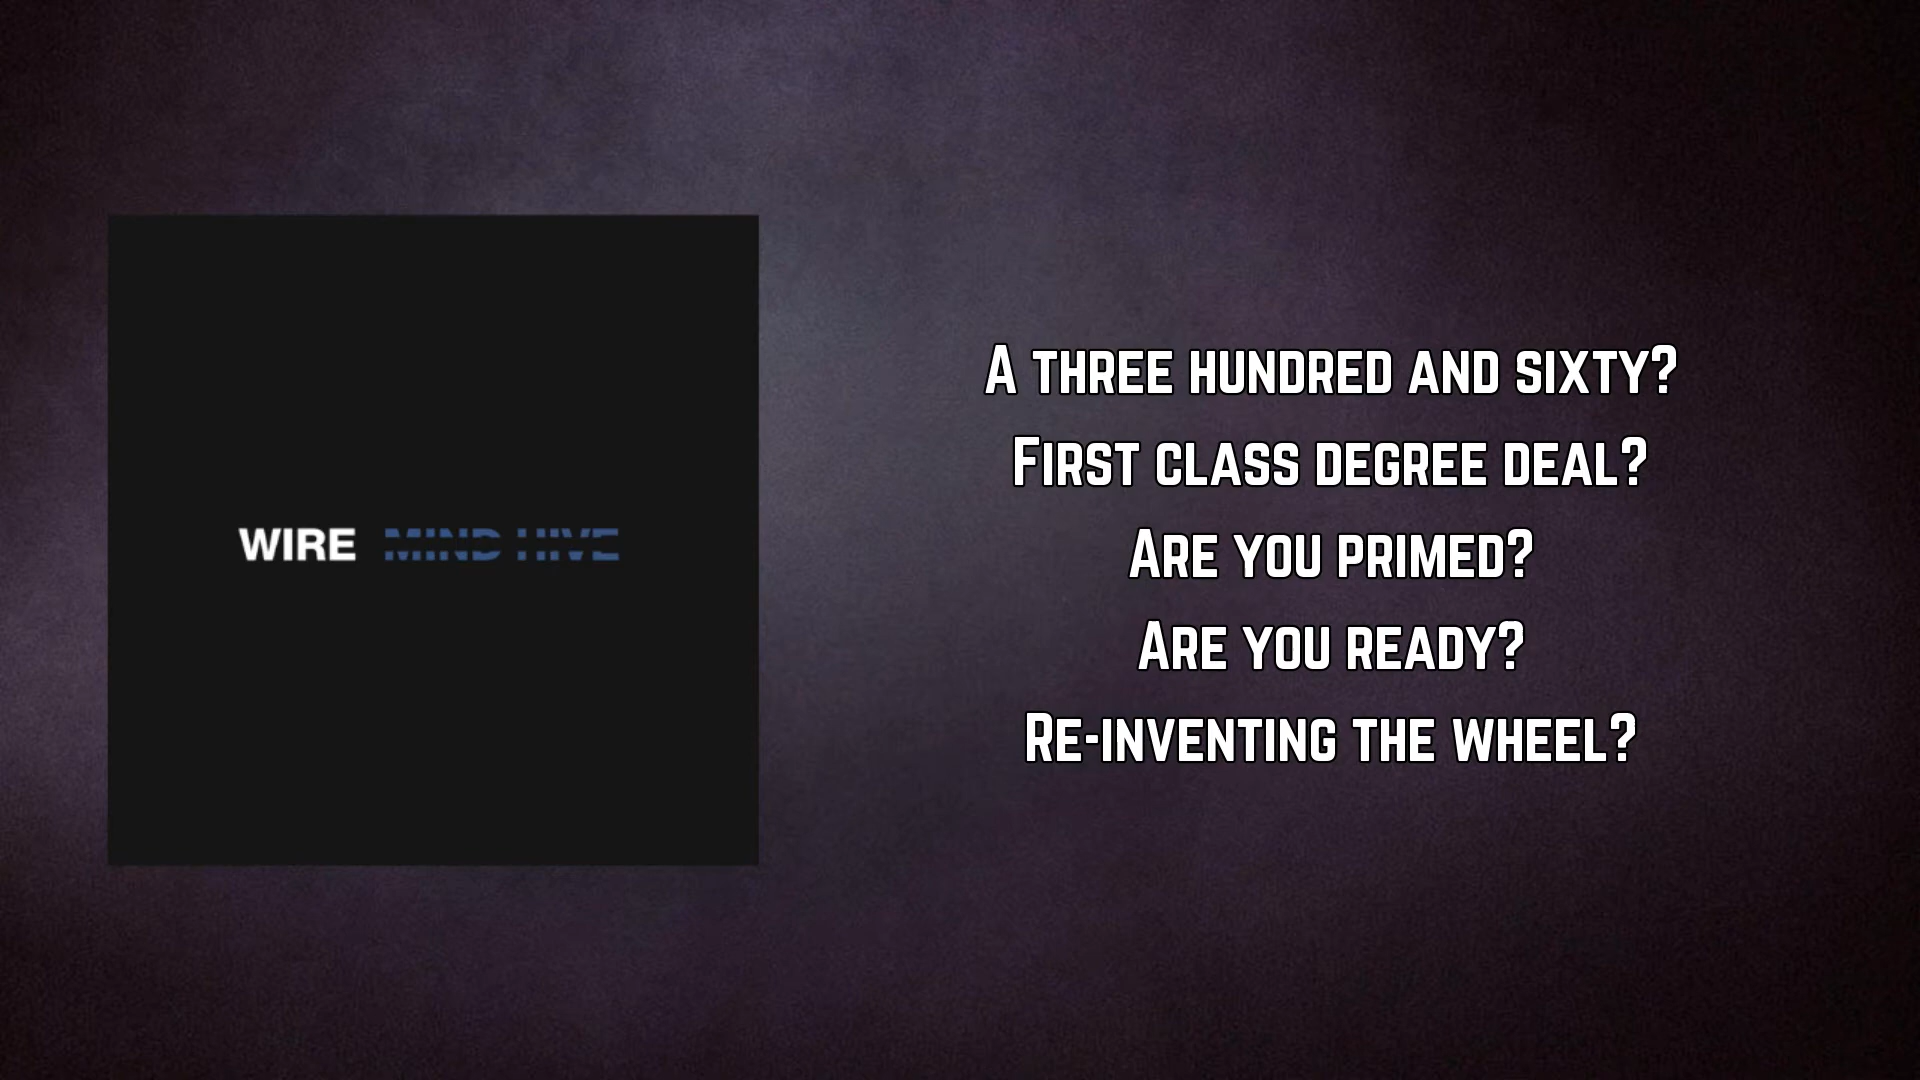 WIRE MIND HIVE
A three hundred and sixty?
First class degree deal?
Are you primed?
Are you ready?
Re-inventing the wheel?